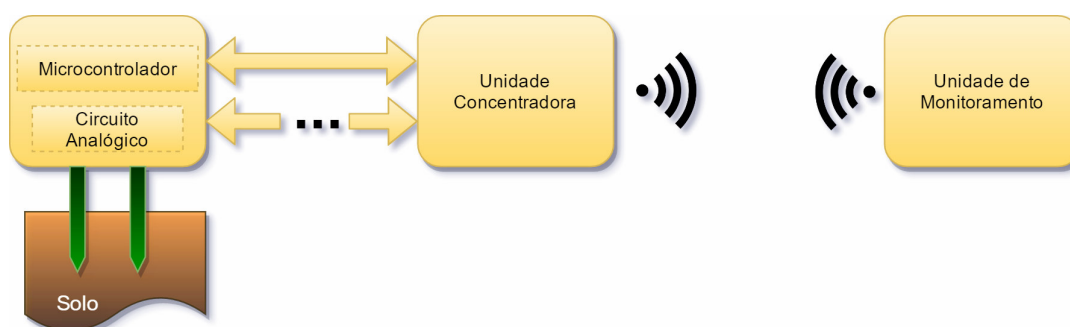 Microcontrolador
Circuito
Analógico
Solo
Unidade
Concentradora
Unidade de
Monitoramento